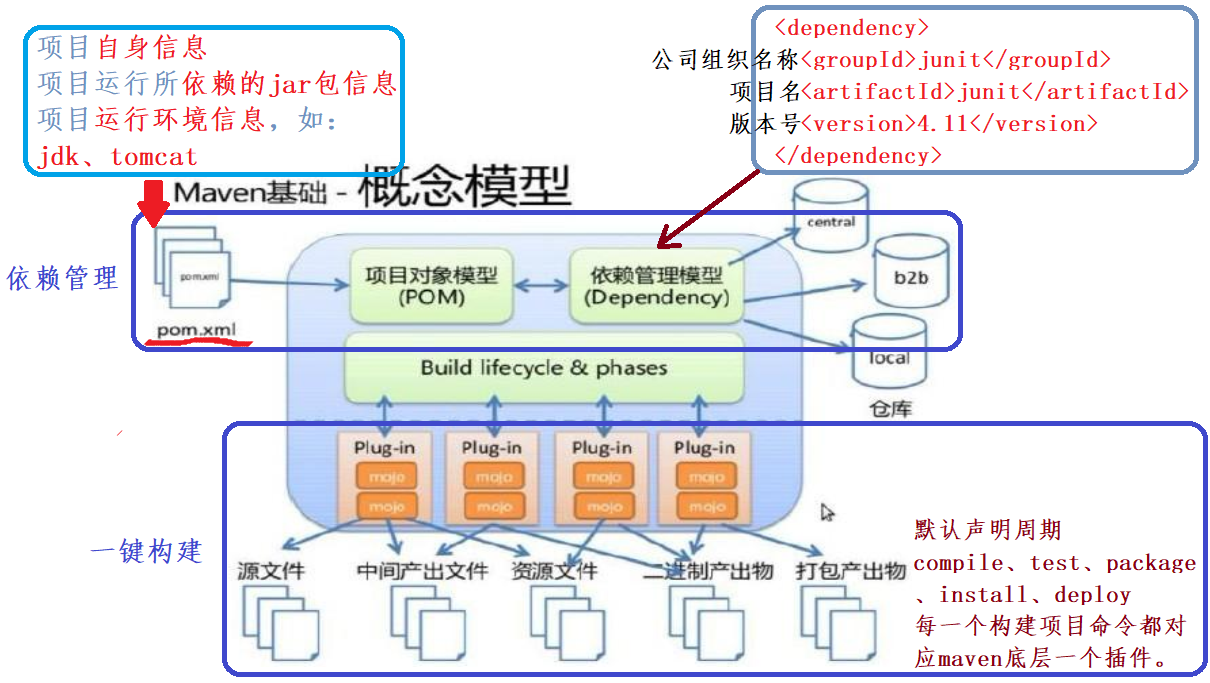 项目自身信息
项目运行所依赖的jar包信息
项目运行环境信息，如：
jdk、tomcat
<dependency>
公司组织名称<groupId>junit</groupId>
项目名<artifactId>junit</artifactId>
版本号<version>4.11</version>
</dependency>
Maven基础 - 概念模型
依赖管理
pom.xml
pom.xml
项目对象模型
(POM)
依赖管理模型
(Dependency)
central
b2b
local
仓库
Build lifecycle & phases
Plug-in
mojo
mojo
Plug-in
mojo
mojo
Plug-in
mojo
mojo
Plug-in
mojo
mojo
一键构建
源文件
中间产出文件
资源文件
二进制产出物
打包产出物
默认声明周期
compile、test、package
、install、deploy
每一个构建项目命令都对
应maven底层一个插件。